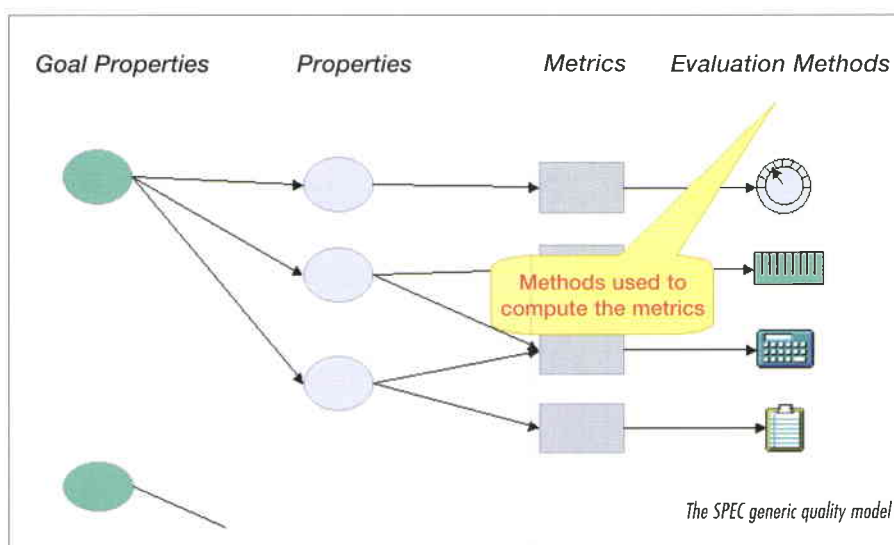 Goal Properties Properties Metrics Evaluation Methods
Methods used to
compute the metrics
The SPEC generic quality model